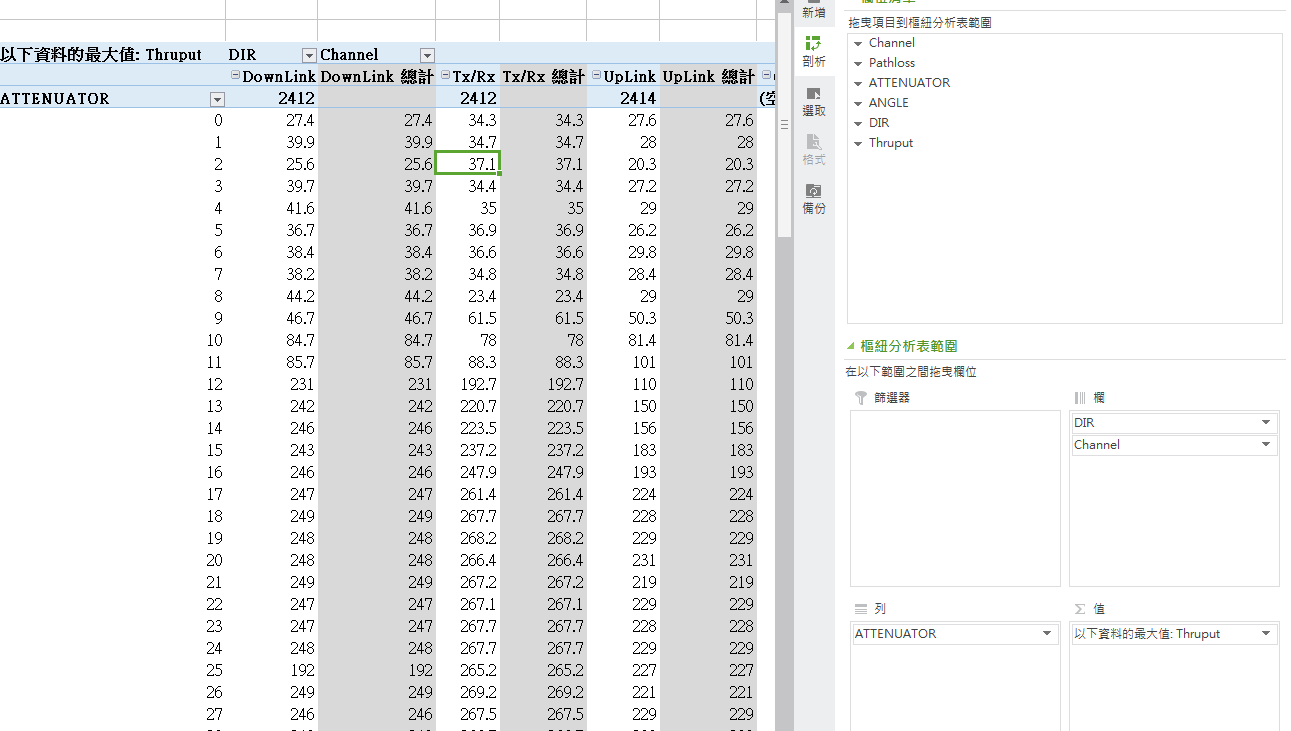 以下資料的最大值: Thruput DIR Channel
DownLink DownLink 總計 Tx/Rx Tx/Rx 總計 UpLink UpLink 總計
ATTENUATOR 2412 2412 2414 (空
0 27.4 27.4 34.3 34.3 27.6 27.6
1 39.9 39.9 34.7 34.7 28 28
2 25.6 25.6 37.1 37.1 20.3 20.3
3 39.7 39.7 34.4 34.4 27.2 27.2
4 41.6 41.6 35 35 29 29
5 36.7 36.7 36.9 36.9 26.2 26.2
6 38.4 38.4 36.6 36.6 29.8 29.8
7 38.2 38.2 34.8 34.8 28.4 28.4
8 44.2 44.2 23.4 23.4 29 29
9 46.7 46.7 61.5 61.5 50.3 50.3
10 84.7 84.7 78 78 81.4 81.4
11 85.7 85.7 88.3 88.3 101 101
12 231 231 192.7 192.7 110 110
13 242 242 220.7 220.7 150 150
14 246 246 223.5 223.5 156 156
15 243 243 237.2 237.2 183 183
16 246 246 247.9 247.9 193 193
17 247 247 261.4 261.4 224 224
18 249 249 267.7 267.7 228 228
19 248 248 268.2 268.2 229 229
20 248 248 266.4 266.4 231 231
21 249 249 267.2 267.2 219 219
22 247 247 267.1 267.1 229 229
23 247 247 267.7 267.7 228 228
24 248 248 267.7 267.7 229 229
25 192 192 265.2 265.2 227 227
26 249 249 269.2 269.2 221 221
27 246 246 267.5 267.5 229 229
新增
剖析
選取
格式
備份
拖曳項目到樞紐分析表範圍
Channel
Pathloss
ATTENUATOR
ANGLE
DIR
Thruput
樞紐分析表範圍
在以下範圍之間拖曳欄位
篩選器
欄
DIR
Channel
列
ATTENUATOR
值
以下資料的最大值: Thruput